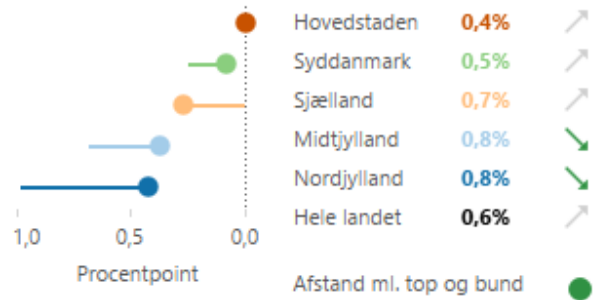 Hovedstaden 0,4%
Syddanmark 0,5%
Sjælland 0,7%
Midtjylland 0,8%
Nordjylland 0,8%
Hele landet 0,6%
1,0 0,5 0,0
Procentpoint
Afstand ml. top og bund